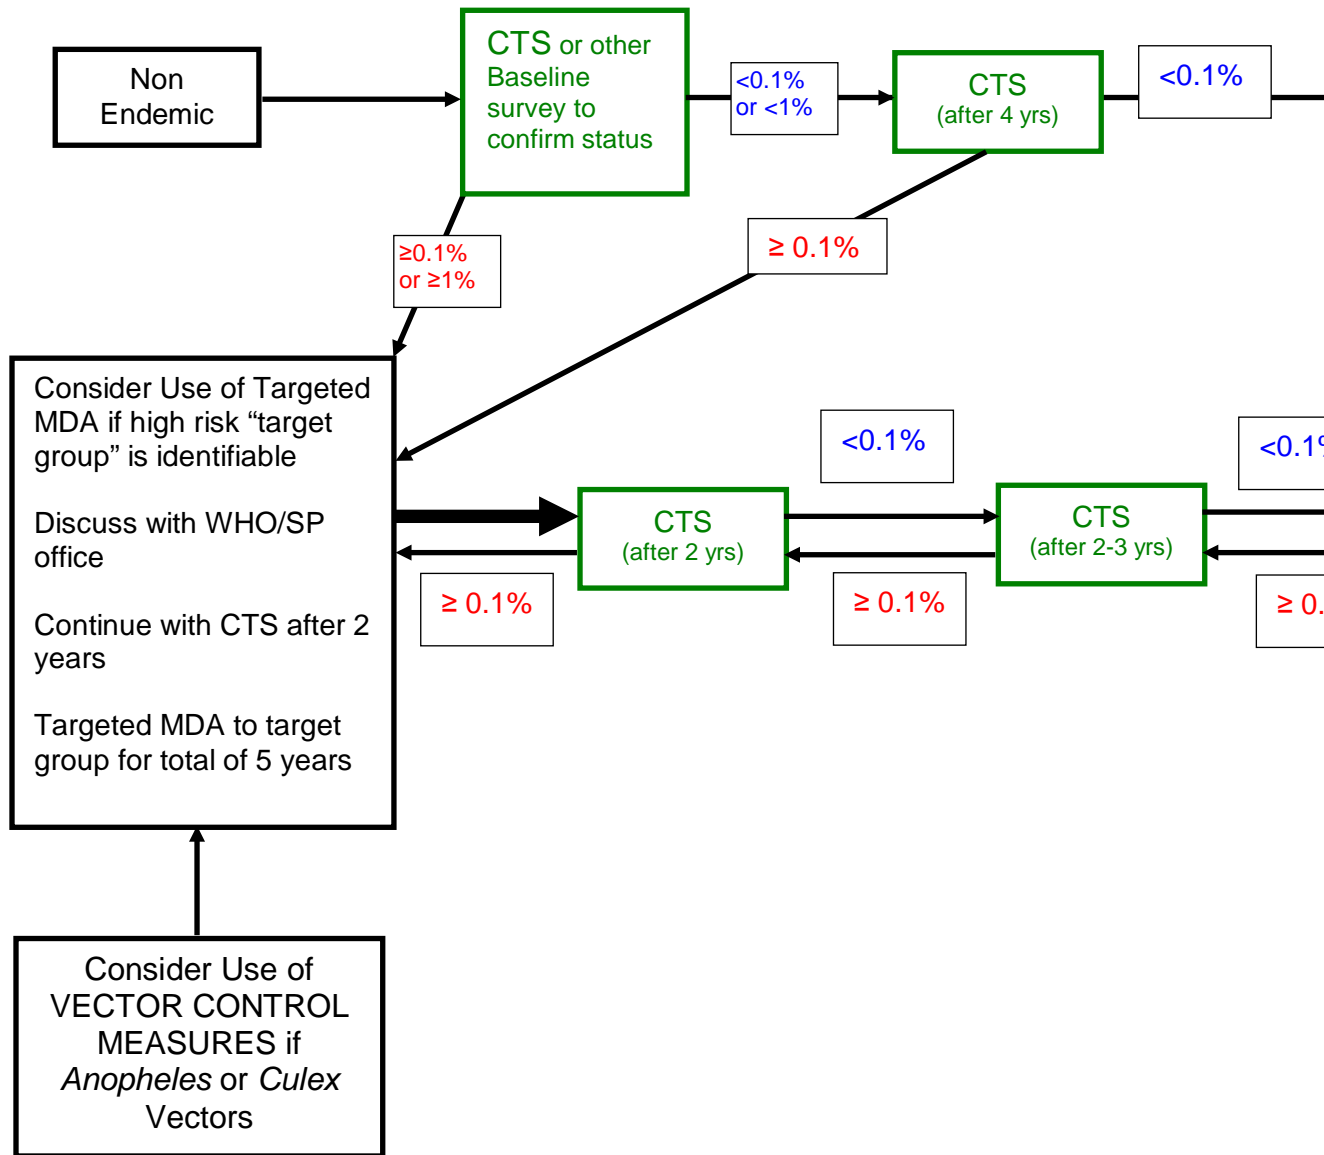 Non
Endemic
CTS or other
Baseline
survey to
confirm status
<0.1%
or <1%
CTS
(after 4 yrs)
<0.1%
≥0.1%
or ≥1%
≥ 0.1%
Consider Use of Targeted
MDA if high risk “target
group” is identifiable
Discuss with WHO/SP
office
Continue with CTS after 2
years
Targeted MDA to target
group for total of 5 years
<0.1%
<0.1%
CTS
(after 2 yrs)
CTS
(after 2-3 yrs)
≥ 0.1%
≥ 0.1%
≥ 0.
Consider Use of
VECTOR CONTROL
MEASURES if
Anopheles or Culex
Vectors